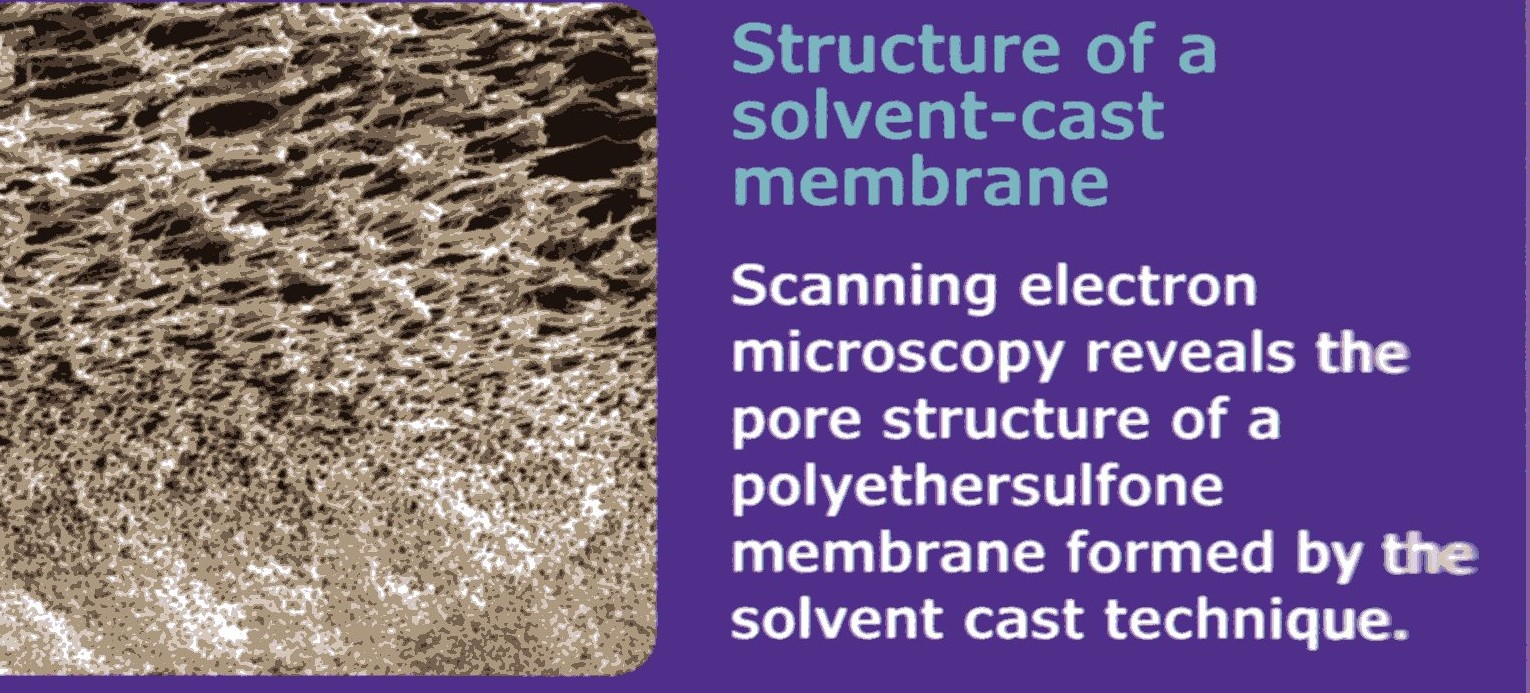 Structure of a
solvent-cast
membrane
Scanning electron
microscopy reveals the
pore structure of a
polyethersulfone
membrane formed by the
solvent cast technique.